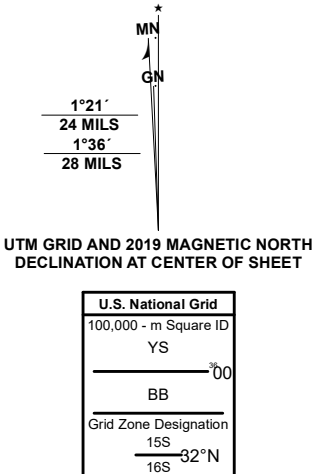 MN
GN
1°21´
24 MILS
1°36´
28 MILS
UTM GRID AND 2019 MAGNETIC NORTH
DECLINATION AT CENTER OF SHEET
U.S. National Grid
100,000 - m Square ID
YS
3600
BB
Grid Zone Designation
15S
32°N
16S